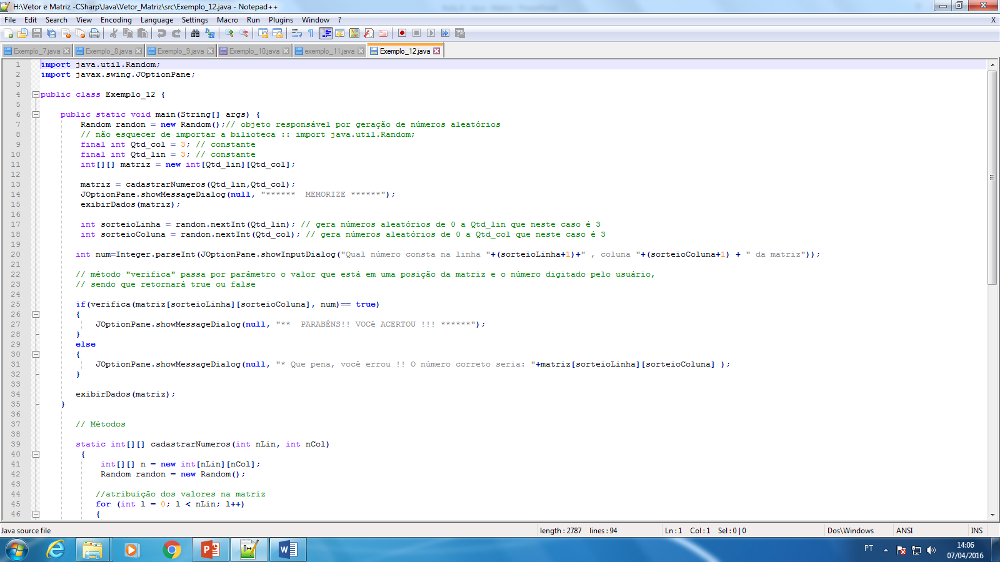 H:\Vetor e Matriz -CSharp\Java\Vetor_Matriz\src\Exemplo_12.java - Notepad++
File Edit Search View Encoding Language Settings Macro Run Plugins Window ? X
Exemplo_7.java Exemplo_8.java Exemplo_9.java Exemplo_10.java exemplo_11.java Exemplo_12.java
1 import java.util.Random;
2 import javax.swing.JOptionPane;
3
4 public class Exemplo_12 {
5
6 public static void main(String[] args) {
7 Random randon = new Random();// objeto responsável por geração de números aleatórios
8 // não esquecer de importar a bilioteca :: import java.util.Random;
9 final int Qtd_col = 3; // constante
10 final int Qtd_lin = 3; // constante
11 int[][] matriz = new int[Qtd_lin][Qtd_col];
12
13 matriz = cadastrarNumeros(Qtd_lin,Qtd_col);
14 JOptionPane.showMessageDialog(null, "****** MEMORIZE ******");
15 exibirDados(matriz);
16
17 int sorteioLinha = randon.nextInt(Qtd_lin); // gera números aleatórios de 0 a Qtd_lin que neste caso é 3
18 int sorteioColuna = randon.nextInt(Qtd_col); // gera números aleatórios de 0 a Qtd_col que neste caso é 3
19
20 int num=Integer.parseInt(JOptionPane.showInputDialog("Qual número consta na linha "+(sorteioLinha+1)+" , coluna "+(sorteioColuna+1) + " da matriz"));
21
22 // método "verifica" passa por parâmetro o valor que está em uma posição da matriz e o número digitado pelo usuário,
23 // sendo que retornará true ou false
24
25 if(verifica(matriz[sorteioLinha][sorteioColuna], num)== true)
26 {
27 JOptionPane.showMessageDialog(null, "** PARABÉNS!! VOCê ACERTOU !!! ******");
28 }
29 else
30 {
31 JOptionPane.showMessageDialog(null, "* Que pena, você errou !! O número correto seria: "+matriz[sorteioLinha][sorteioColuna] );
32 }
33
34 exibirDados(matriz);
35 }
36
37 // Métodos
38
39 static int[][] cadastrarNumeros(int nLin, int nCol)
40 {
41 int[][] n = new int[nLin][nCol];
42 Random randon = new Random();
43
44 //atribuição dos valores na matriz
45 for (int l = 0; l < nLin; l++)
46 {
Java source file length : 2787 lines : 94 Ln : 1 Col : 1 Sel : 0 | 0 Dos\Windows ANSI INS
PT 14:06
07/04/2016